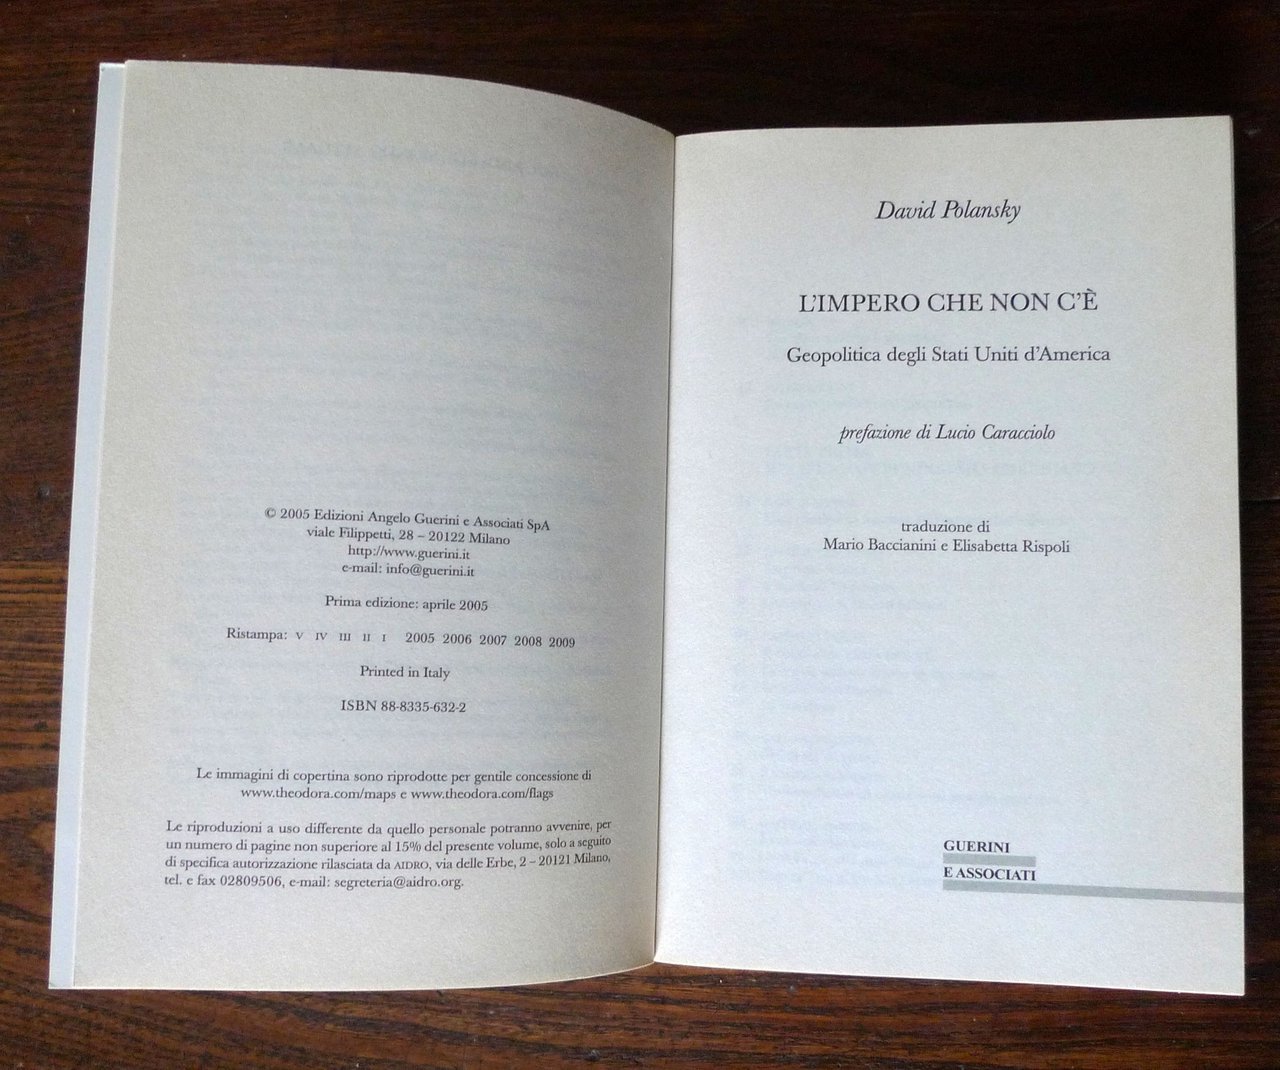 © 2005 Edizioni Angelo Guerini e Associati SpA
viale Filippetti, 28 – 20122 Milano
http://www.guerini.it
e-mail: info@guerini.it
Prima edizione: aprile 2005
Ristampa: V IV III II I 2005 2006 2007 2008 2009
Printed in Italy
ISBN 88-8335-632-2
Le immagini di copertina sono riprodotte per gentile concessione di
www.theodora.com/maps e www.theodora.com/flags
Le riproduzioni a uso differente da quello personale potranno avvenire, per
un numero di pagine non superiore al 15% del presente volume, solo a seguito
di specifica autorizzazione rilasciata da AIDRO, via delle Erbe, 2 – 20121 Milano,
tel. e fax 02809506, e-mail: segreteria@aidro.org.
David Polansky
L'IMPERO CHE NON C'È
Geopolitica degli Stati Uniti d'America
prefazione di Lucio Caracciolo
traduzione di
Mario Baccianini e Elisabetta Rispoli
GUERINI
E ASSOCIATI